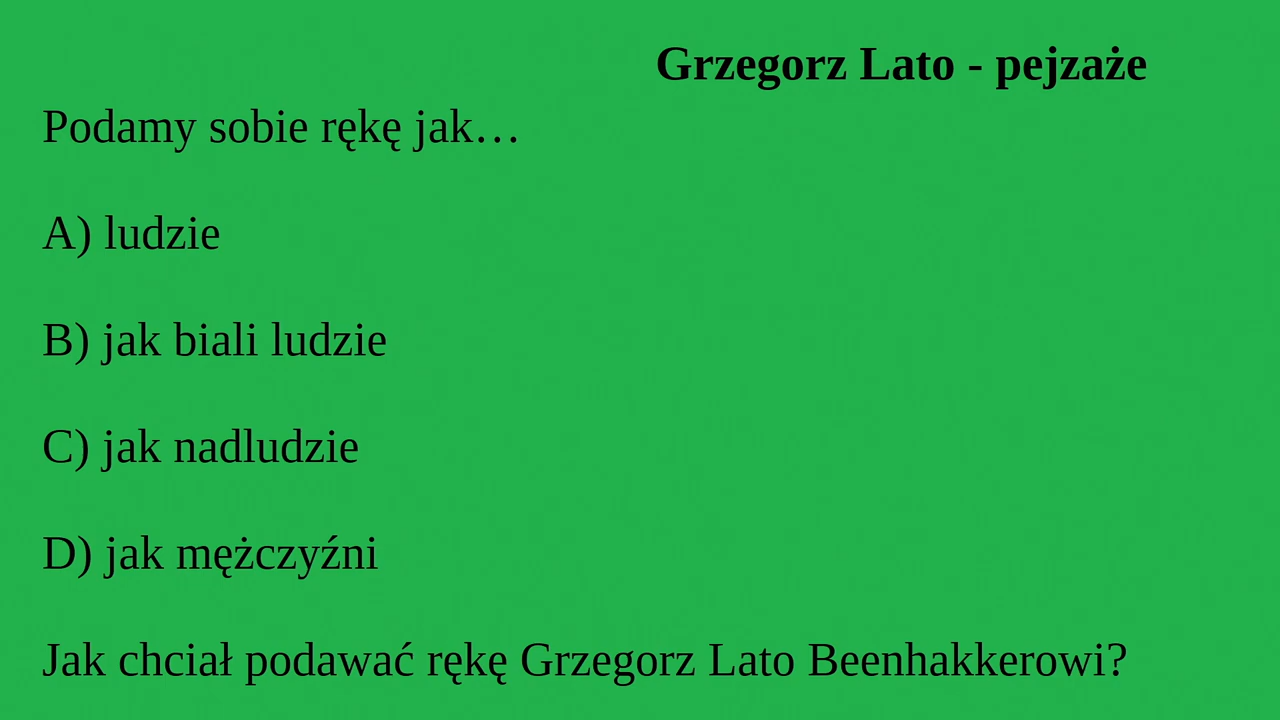 Grzegorz Lato - pejzaże
Podamy sobie rękę jak…
A) ludzie
B) jak biali ludzie
C) jak nadludzie
D) jak mężczyźni
Jak chciał podawać rękę Grzegorz Lato Beenhakkerowi?